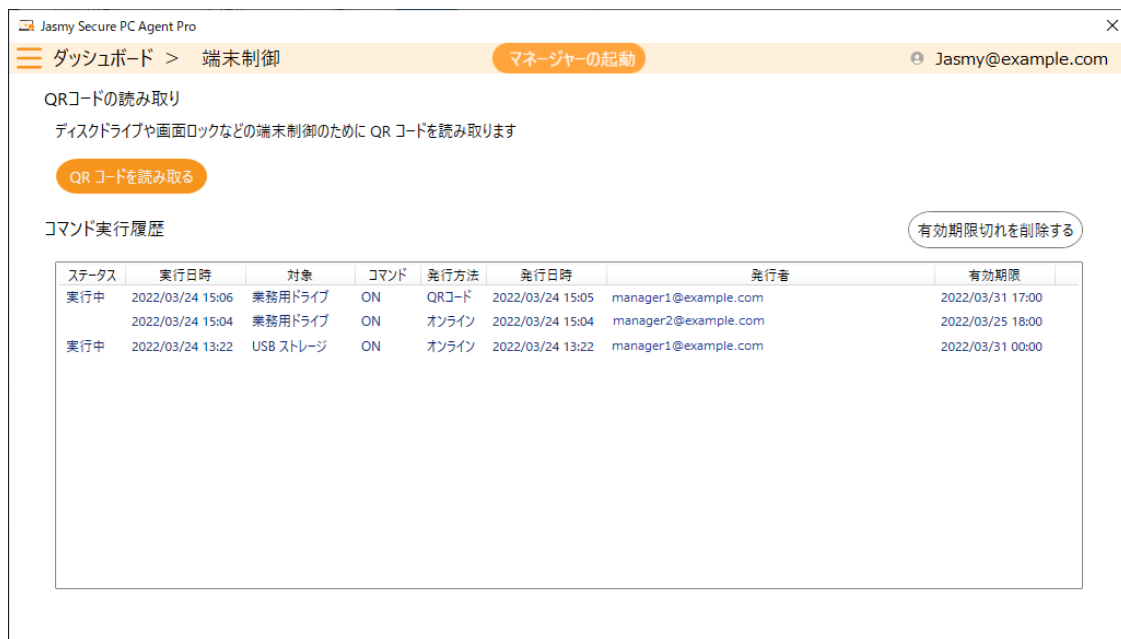 Jasmy Secure PC Agent Pro
ダッシュボード > 端末制御 マネージャーの起動 Jasmy@example.com
QRコードの読み取り
ディスクドライブや画面ロックなどの端末制御のために QR コードを読み取ります
QR コードを読み取る
コマンド実行履歴 有効期限切れを削除する
ステータス 実行日時 対象 コマンド 発行方法 発行日時 発行者 有効期限
実行中 2022/03/24 15:06 業務用ドライブ ON QRコード 2022/03/24 15:05 manager1@example.com 2022/03/31 17:00
2022/03/24 15:04 業務用ドライブ ON オンライン 2022/03/24 15:04 manager2@example.com 2022/03/25 18:00
実行中 2022/03/24 13:22 USB ストレージ ON オンライン 2022/03/24 13:22 manager1@example.com 2022/03/31 00:00